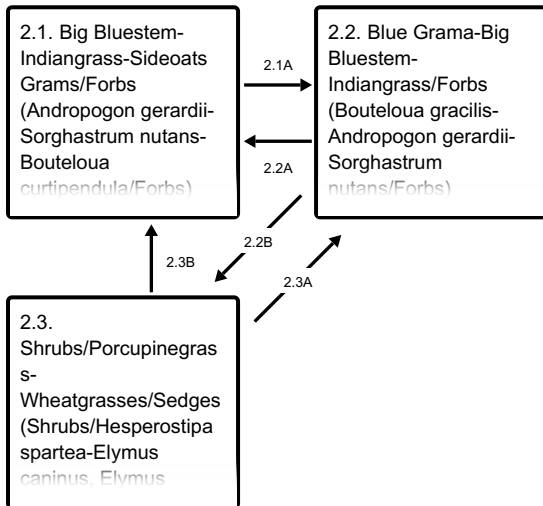 2.1. Big Bluestem-
Indiangrass-Sideoats
Grams/Forbs
(Andropogon gerardii-
Sorghastrum nutans-
Bouteloua
curtipendula/Forbs)
2.1A
2.2A
2.2. Blue Grama-Big
Bluestem-
Indiangrass/Forbs
(Bouteloua gracilis-
Andropogon gerardii-
Sorghastrum
nutans/Forbs)
2.2B
2.3B
2.3A
2.3.
Shrubs/Porcupinegras
s-
Wheatgrasses/Sedges
(Shrubs/Hesperostipa
spartea-Elymus
caninus, Elymus